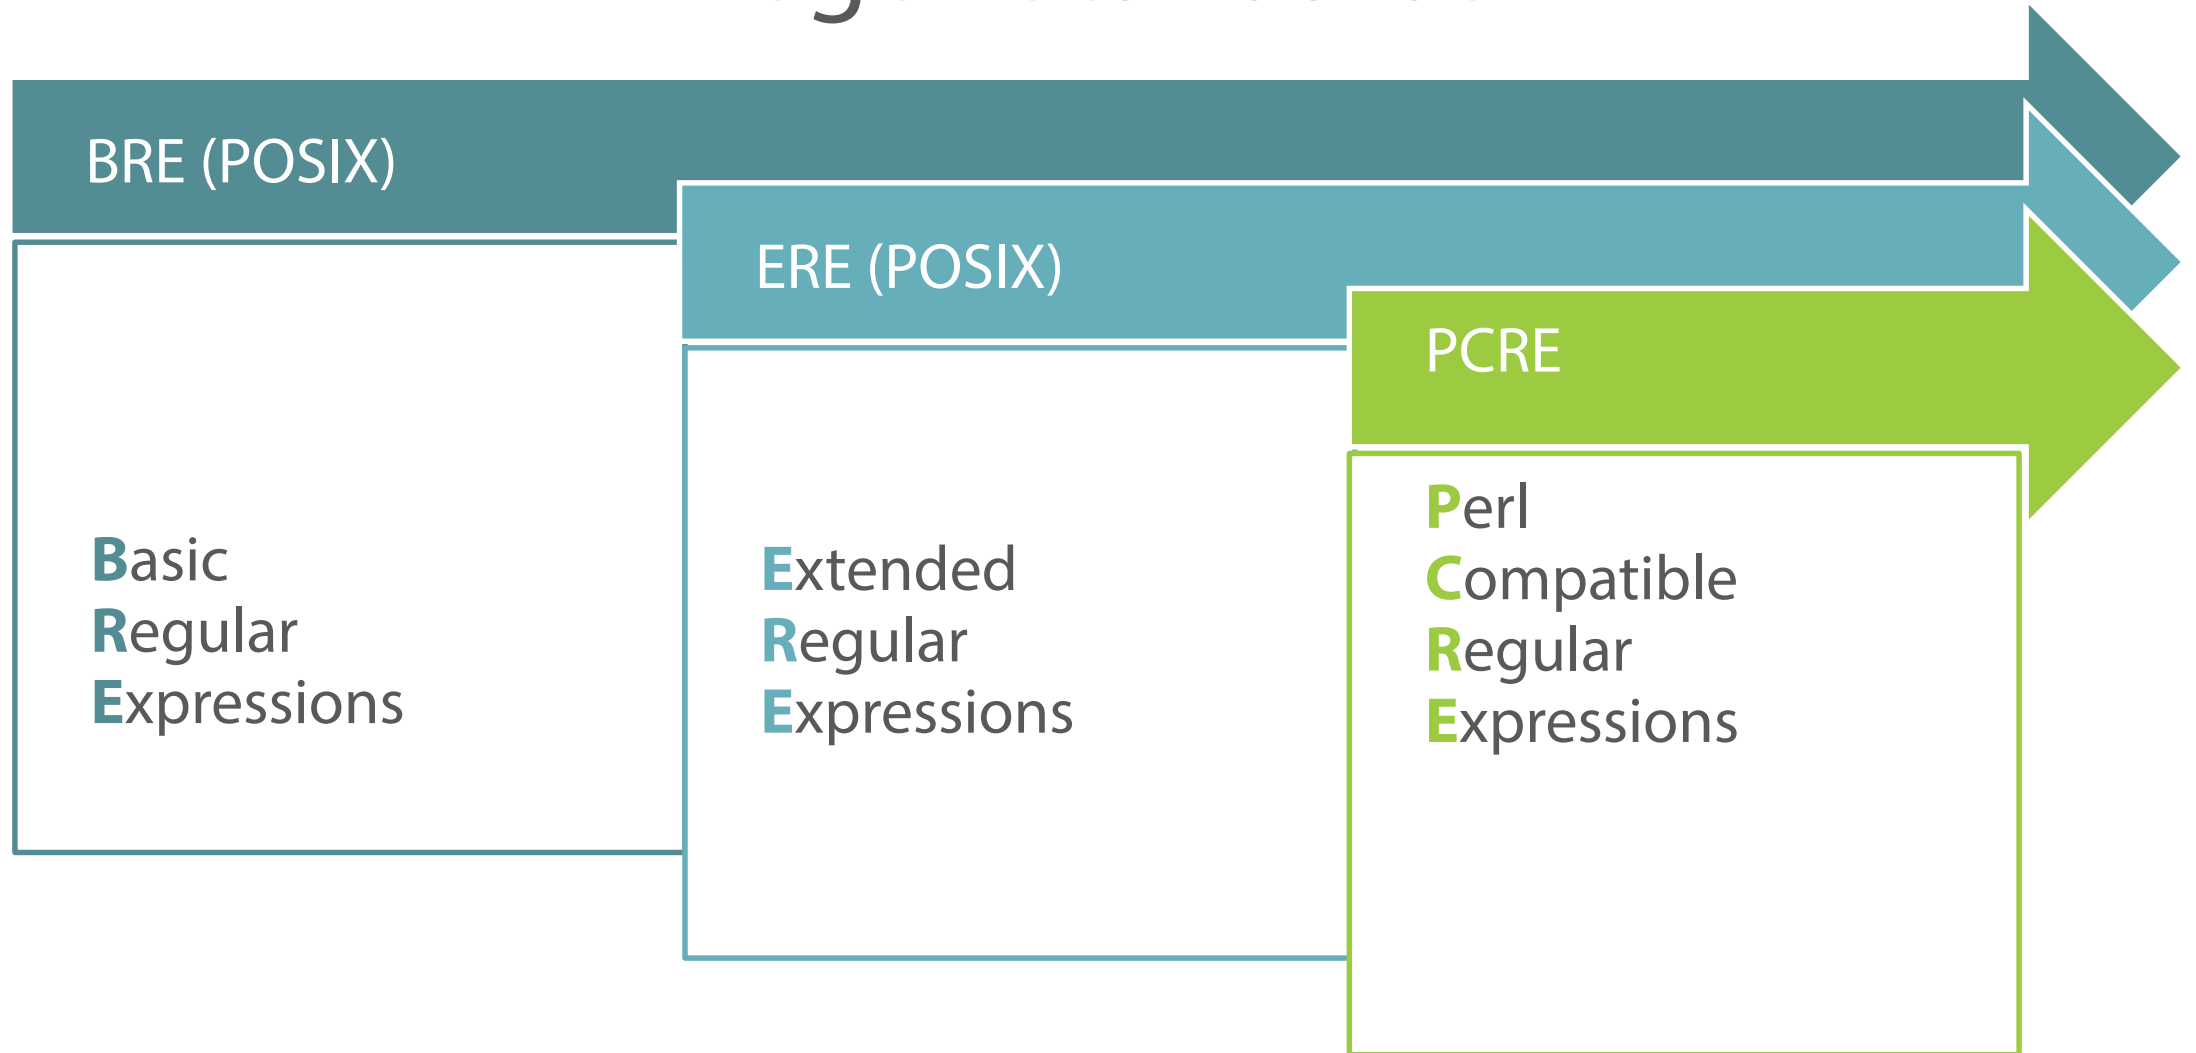 BRE (POSIX)
Basic
Regular
Expressions
ERE (POSIX)
Extended
Regular
Expressions
PCRE
Perl
Compatible
Regular
Expressions